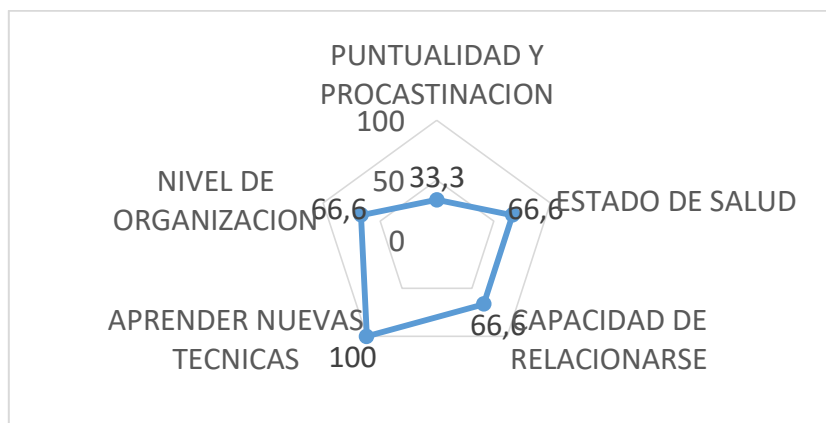 PUNTUALIDAD Y
PROCASTINACION
100
50
0
33,3
ESTADO DE SALUD
66,6
CAPACIDAD DE
RELACIONARSE
66,6
APRENDER NUEVAS
TECNICAS
100
NIVEL DE
ORGANIZACION
66,6